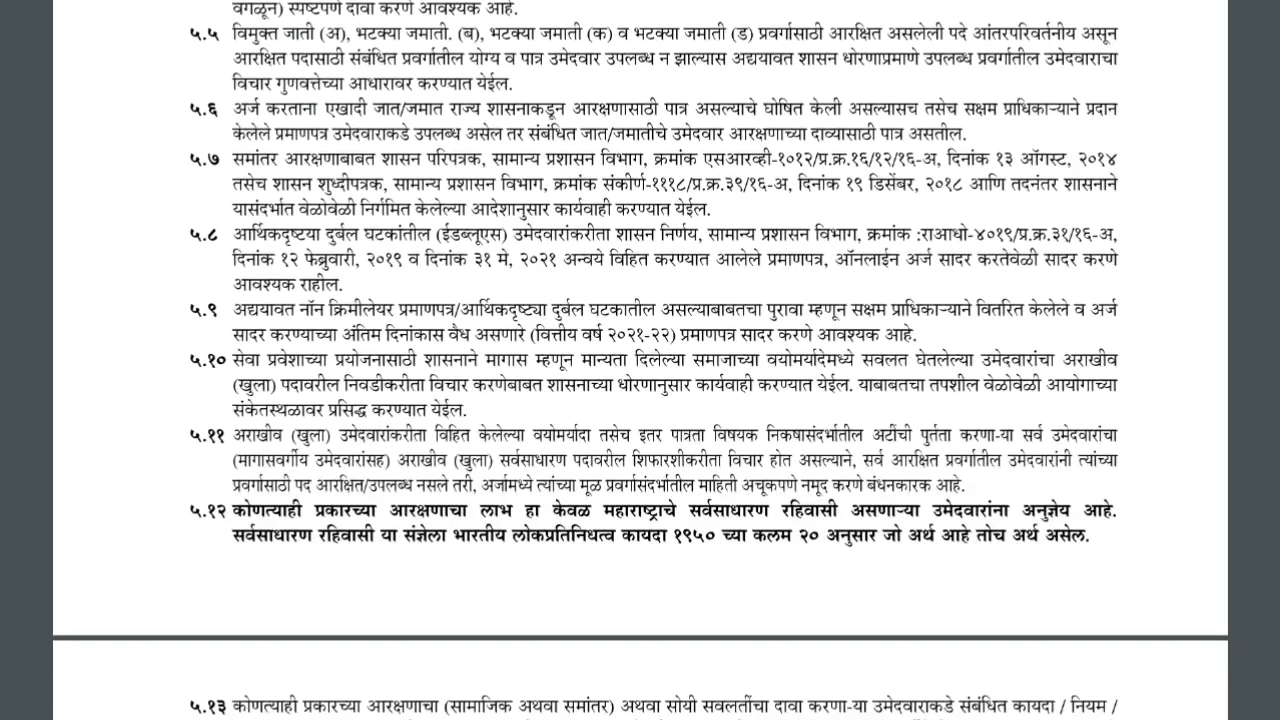 वगळून) स्पष्टपणे दावा करणे आवश्यक आहे.
५.५ विमुक्त जाती (अ), भटक्या जमाती. (ब), भटक्या जमाती (क) व भटक्या जमाती (ड) प्रवर्गासाठी आरक्षित असलेली पदे आंतरपरिवर्तनीय असून
आरक्षित पदासाठी संबंधित प्रवर्गातील योग्य व पात्र उमेदवार उपलब्ध न झाल्यास अद्ययावत शासन धोरणाप्रमाणे उपलब्ध प्रवर्गातील उमेदवाराचा
विचार गुणवत्तेच्या आधारावर करण्यात येईल.
५.६ अर्ज करताना एखादी जात/जमात राज्य शासनाकडून आरक्षणासाठी पात्र असल्याचे घोषित केली असल्यासच तसेच सक्षम प्राधिकाऱ्याने प्रदान
केलेले प्रमाणपत्र उमेदवाराकडे उपलब्ध असेल तर संबंधित जात/जमातीचे उमेदवार आरक्षणाच्या दाव्यासाठी पात्र असतील.
५.७ समांतर आरक्षणाबाबत शासन परिपत्रक, सामान्य प्रशासन विभाग, क्रमांक एसआरव्ही-१०१२/प्र.क्र.१६/१२/१६-अ, दिनांक १३ ऑगस्ट, २०१४
तसेच शासन शुध्दीपत्रक, सामान्य प्रशासन विभाग, क्रमांक संकीर्ण-१११८/प्र.क्र.३९/१६-अ, दिनांक १९ डिसेंबर, २०१८ आणि तदनंतर शासनाने
यासंदर्भात वेळोवेळी निर्गमित केलेल्या आदेशानुसार कार्यवाही करण्यात येईल.
५.८ आर्थिकदृष्टया दुर्बल घटकांतील (ईडब्लूएस) उमेदवारांकरीता शासन निर्णय, सामान्य प्रशासन विभाग, क्रमांक :राआधो-४०१९/प्र.क्र.३१/१६-अ,
दिनांक १२ फेब्रुवारी, २०१९ व दिनांक ३१ मे, २०२१ अन्वये विहित करण्यात आलेले प्रमाणपत्र, ऑनलाईन अर्ज सादर करतेवेळी सादर करणे
आवश्यक राहील.
५.९ अद्ययावत नॉन क्रिमीलेयर प्रमाणपत्र/आर्थिकदृष्ट्या दुर्बल घटकातील असल्याबाबतचा पुरावा म्हणून सक्षम प्राधिकाऱ्याने वितरित केलेले व अर्ज
सादर करण्याच्या अंतिम दिनांकास वैध असणारे (वित्तीय वर्ष २०२१-२२) प्रमाणपत्र सादर करणे आवश्यक आहे.
५.१० सेवा प्रवेशाच्या प्रयोजनासाठी शासनाने मागास म्हणून मान्यता दिलेल्या समाजाच्या वयोमर्यादेमध्ये सवलत घेतलेल्या उमेदवारांचा अराखीव
(खुला) पदावरील निवडीकरीता विचार करणेबाबत शासनाच्या धोरणानुसार कार्यवाही करण्यात येईल. याबाबतचा तपशील वेळोवेळी आयोगाच्या
संकेतस्थळावर प्रसिद्ध करण्यात येईल.
५.११ अराखीव (खुला) उमेदवारांकरीता विहित केलेल्या वयोमर्यादा तसेच इतर पात्रता विषयक निकषासंदर्भातील अटींची पुर्तता करणा-या सर्व उमेदवारांचा
(मागासवर्गीय उमेदवारांसह) अराखीव (खुला) सर्वसाधारण पदावरील शिफारशीकरीता विचार होत असल्याने, सर्व आरक्षित प्रवर्गातील उमेदवारांनी त्यांच्या
प्रवर्गासाठी पद आरक्षित/उपलब्ध नसले तरी, अर्जामध्ये त्यांच्या मूळ प्रवर्गासंदर्भातील माहिती अचूकपणे नमूद करणे बंधनकारक आहे.
५.१२ कोणत्याही प्रकारच्या आरक्षणाचा लाभ हा केवळ महाराष्ट्राचे सर्वसाधारण रहिवासी असणाऱ्या उमेदवारांना अनुज्ञेय आहे.
सर्वसाधारण रहिवासी या संज्ञेला भारतीय लोकप्रतिनिधत्व कायदा १९५० च्या कलम २० अनुसार जो अर्थ आहे तोच अर्थ असेल.
५.१३ कोणत्याही प्रकारच्या आरक्षणाचा (सामाजिक अथवा समांतर) अथवा सोयी सवलतींचा दावा करणा-या उमेदवाराकडे संबंधित कायदा / नियम /